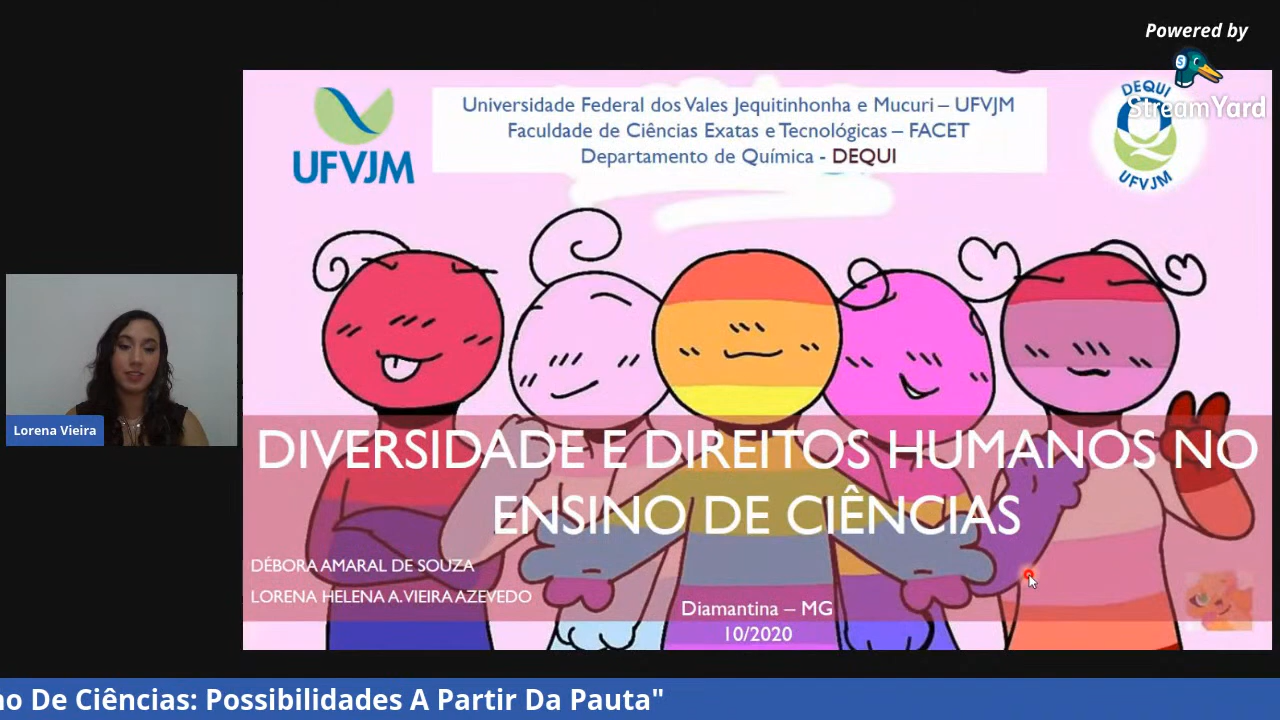 Powered by
StreamYard
UFVJM
Universidade Federal dos Vales Jequitinhonha e Mucuri – UFVJM
Faculdade de Ciências Exatas e Tecnológicas – FACET
Departamento de Química - DEQUI
DEQUI
UFVJM
Lorena Vieira
DIVERSIDADE E DIREITOS HUMANOS NO
ENSINO DE CIÊNCIAS
DÉBORA AMARAL DE SOUZA
LORENA HELENA A. VIEIRA AZEVEDO
Diamantina – MG
10/2020
no De Ciências: Possibilidades A Partir Da Pauta"